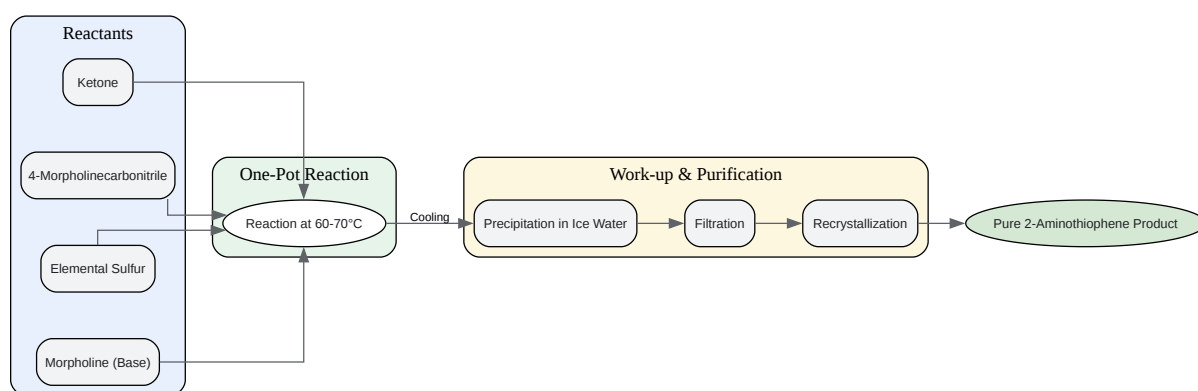 Reactants
Ketone
4-Morpholinecarbonitrile
Elemental Sulfur
Morpholine (Base)
One-Pot Reaction
Reaction at 60-70°C
Cooling
Work-up & Purification
Precipitation in Ice Water
Filtration
Recrystallization
Pure 2-Aminothiophene Product